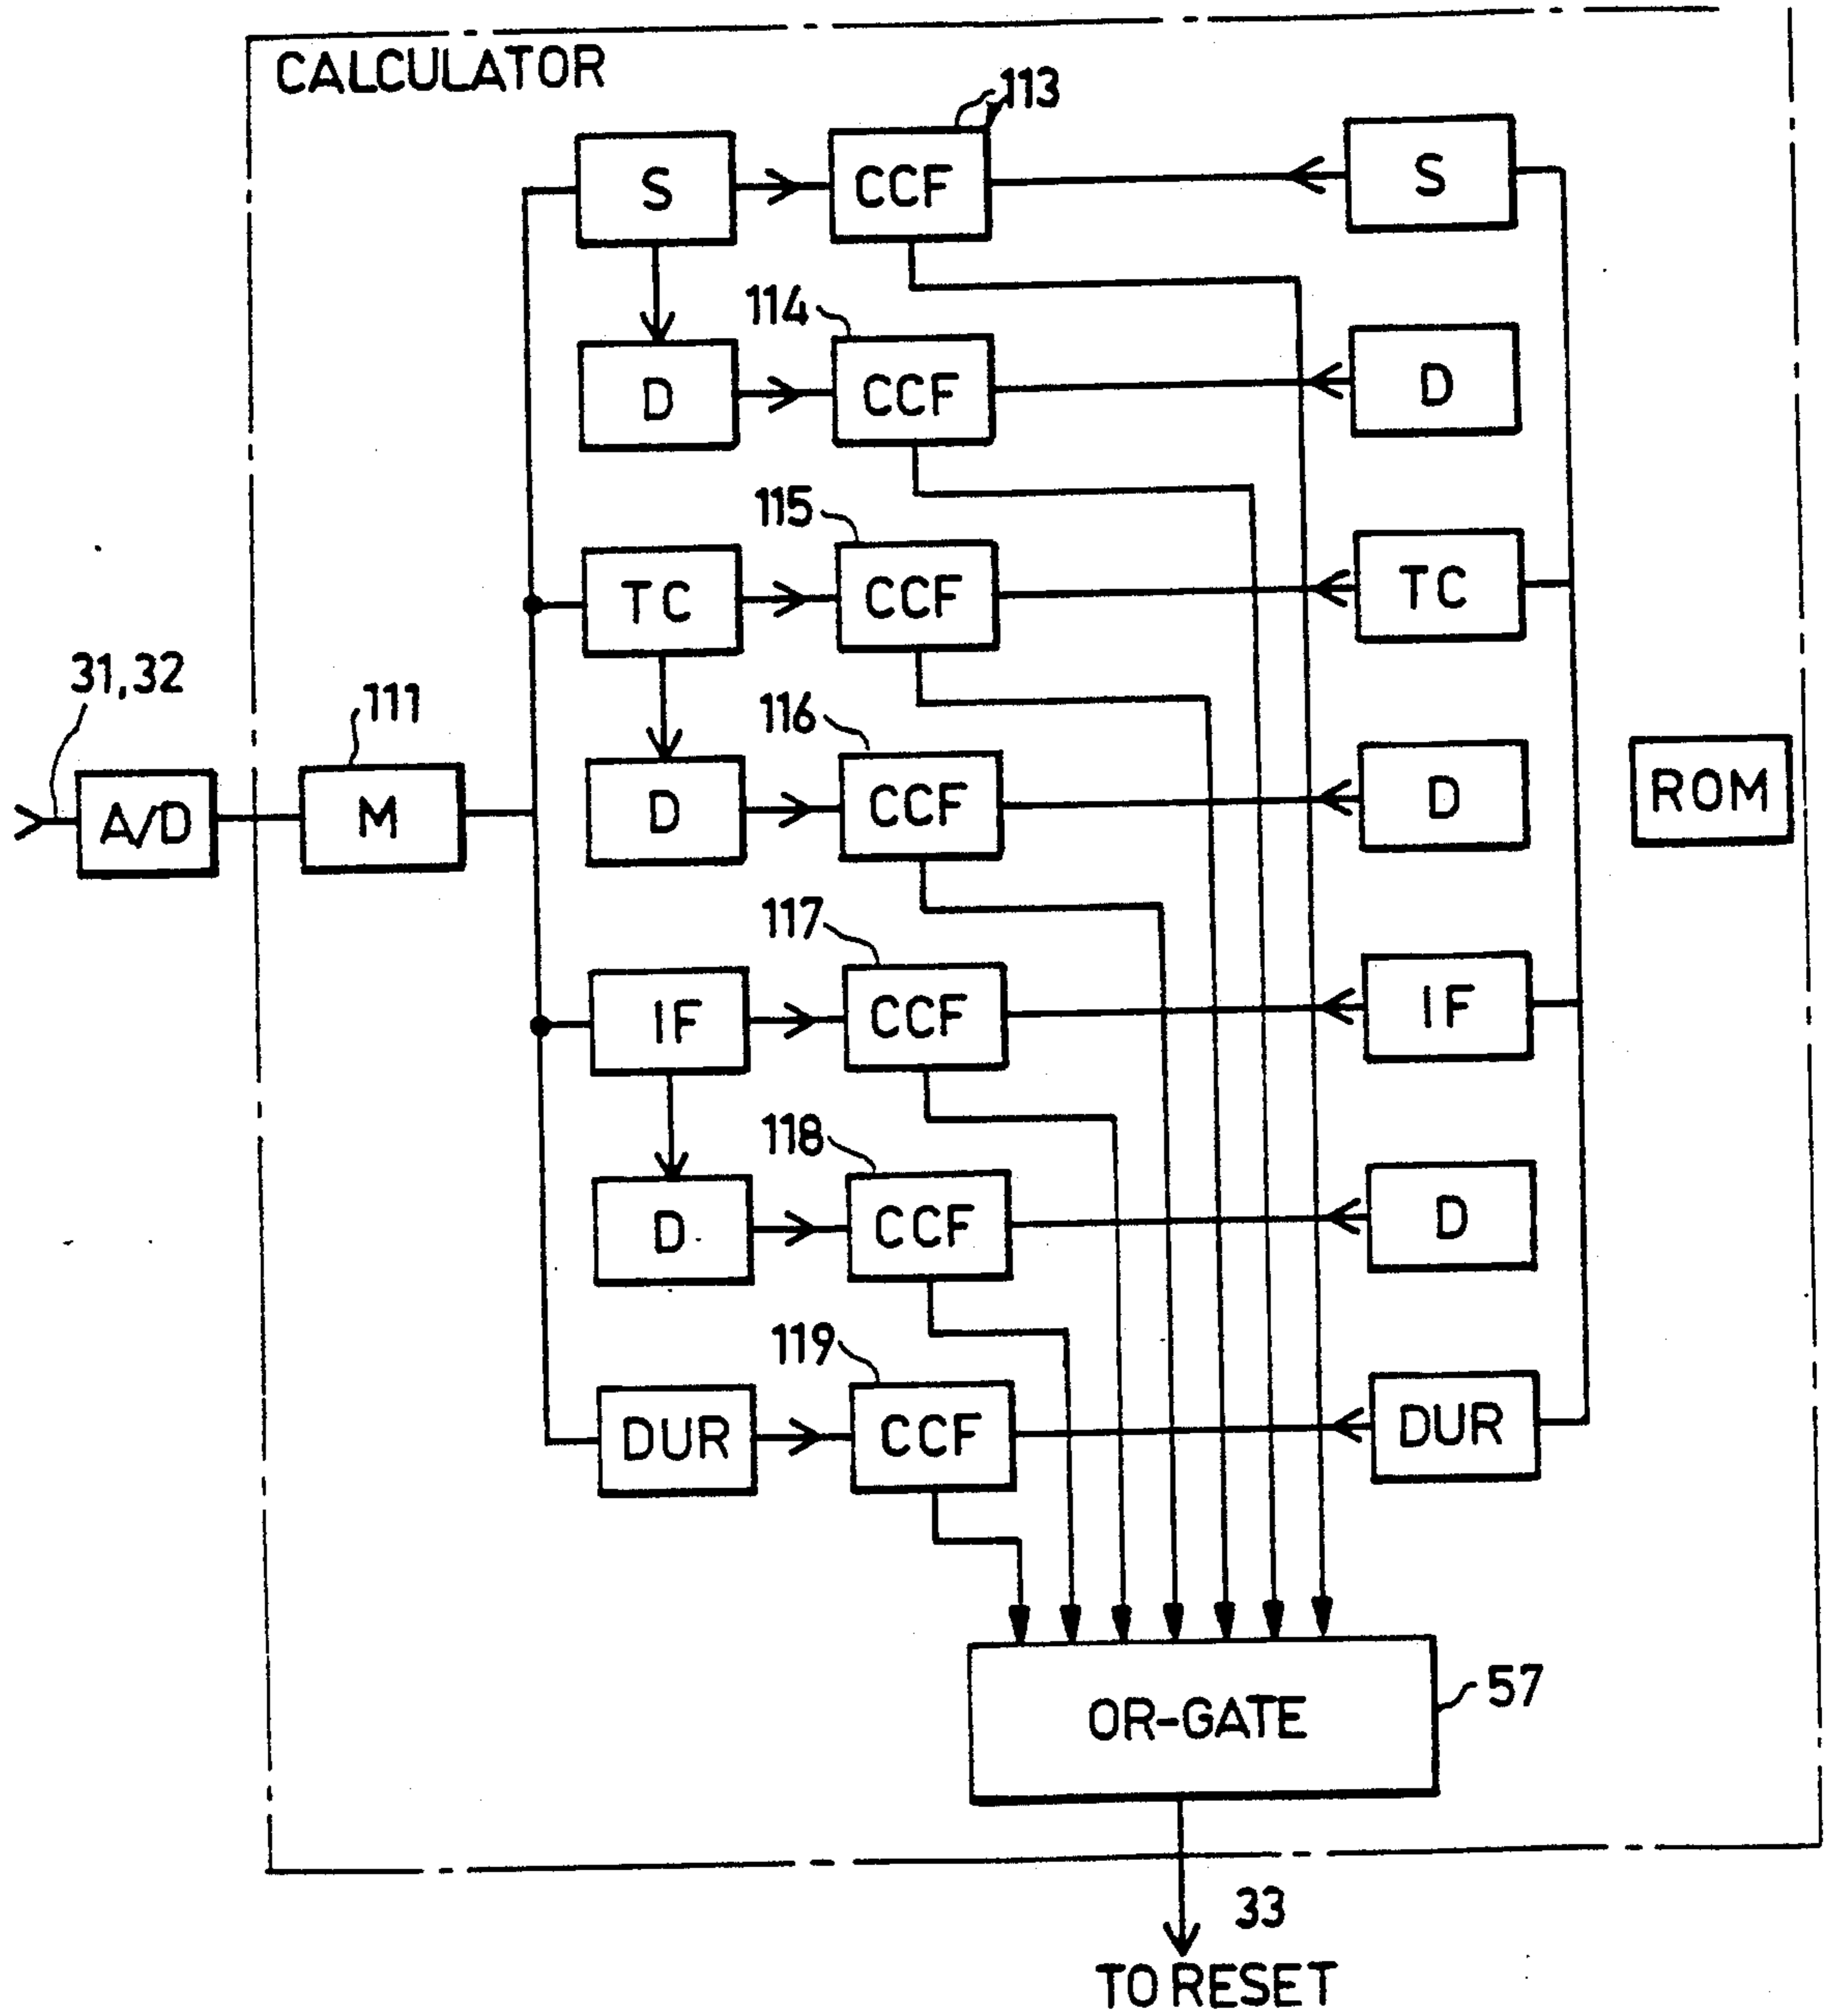 CALCULATOR
113
S
CCF
S
114
D
CCF
D
115
TC
CCF
TC
31,32
111
116
A/D
M
D
CCF
D
ROM
117
IF
CCF
IF
118
D
CCF
D
119
DUR
CCF
DUR
OR-GATE
57
33
TO RESET